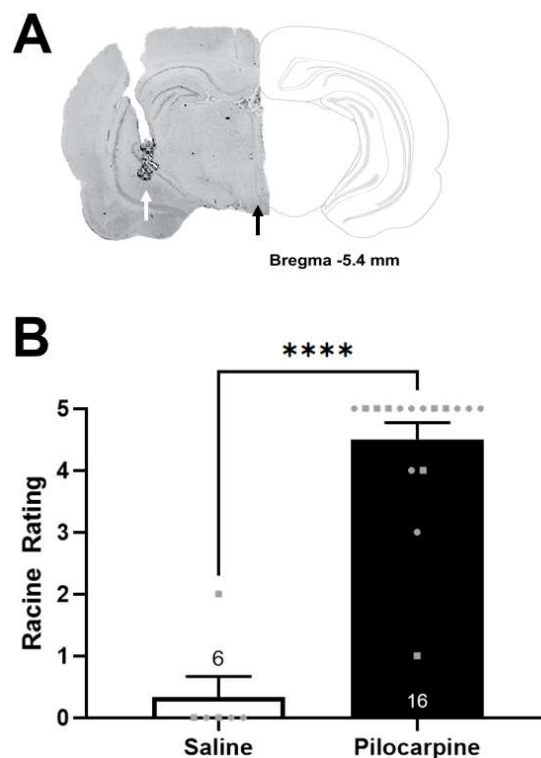 A
Bregma -5.4 mm
B
****
5
4
3
2
1
0
Racine Rating
6
16
Saline
Pilocarpine